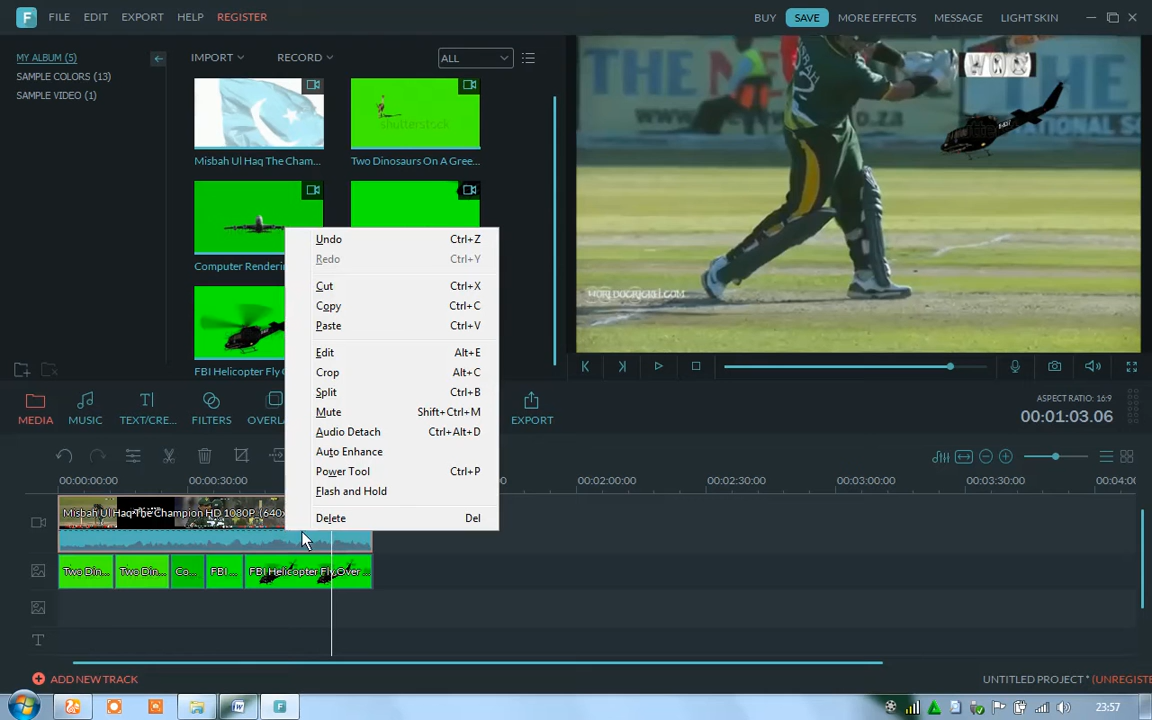 FILE EDIT EXPORT HELP REGISTER BUY SAVE MORE EFFECTS MESSAGE LIGHT SKIN
MY ALBUM (5)
SAMPLE COLORS (13)
SAMPLE VIDEO (1)
IMPORT RECORD ALL
Misbah Ul Haq The Cham...
shutterstock
Two Dinosaurs On A Gree...
Computer Renderin
FBI Helicopter Fly
Undo Ctrl+Z
Redo Ctrl+Y
Cut Ctrl+X
Copy Ctrl+C
Paste Ctrl+V
Edit Alt+E
Crop Alt+C
Split Ctrl+B
Mute Shift+Ctrl+M
Audio Detach Ctrl+Alt+D
Auto Enhance
Power Tool Ctrl+P
Flash and Hold
Delete Del
MEDIA MUSIC TEXT/CRE... FILTERS OVERLA EXPORT
ASPECT RATIO: 16:9
00:01:03.06
00:00:00:00 00:00:30:00 00:02:00:00 00:02:30:00 00:03:00:00 00:03:30:00 00:04:0
Misbah Ul Haq The Champion HD 1080P (640x
Two Din... Two Din... Co... FBI... FBI Helicopter Fly Over ...
T
ADD NEW TRACK
UNTITLED PROJECT * (UNREGISTE
23:57